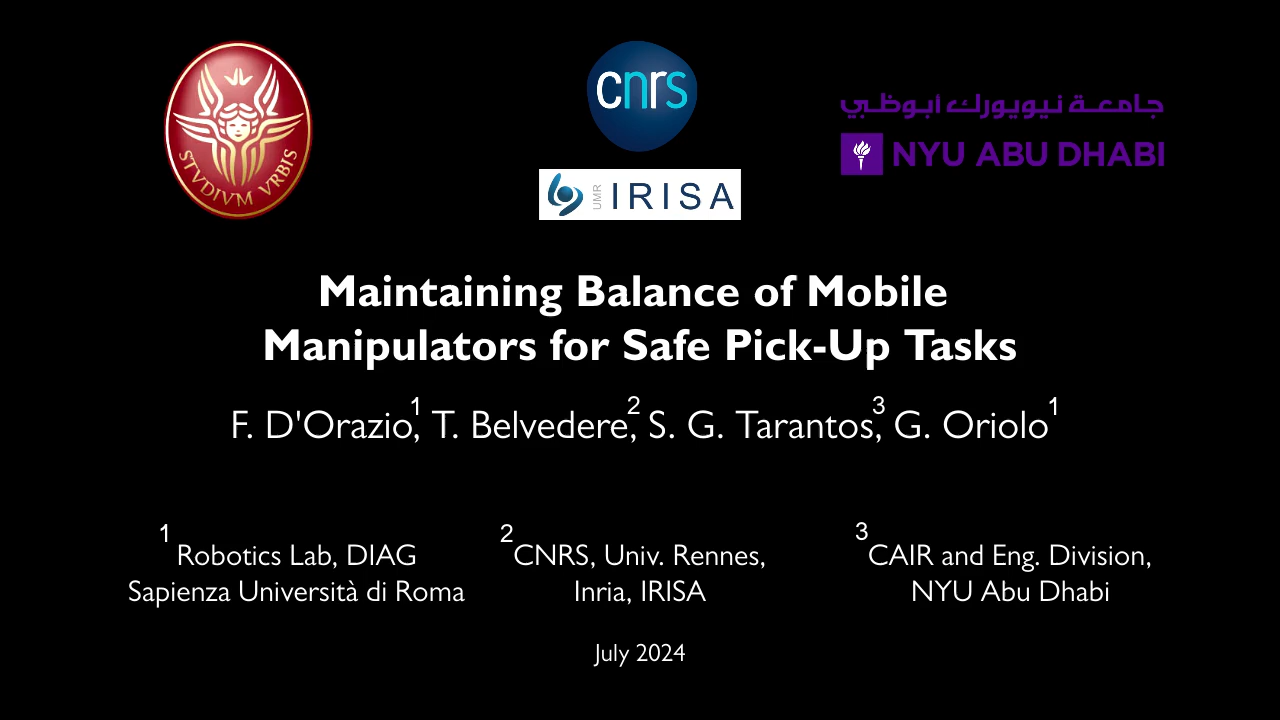 STVDIVM VRBIS
cnrs
UMR IRISA
جامعة نيويورك أبوظبي
NYU ABU DHABI
Maintaining Balance of Mobile
Manipulators for Safe Pick-Up Tasks
F. D'Orazio,1 T. Belvedere,2 S. G. Tarantos,3 G. Oriolo1
1 Robotics Lab, DIAG
Sapienza Università di Roma
2 CNRS, Univ. Rennes,
Inria, IRISA
3 CAIR and Eng. Division,
NYU Abu Dhabi
July 2024